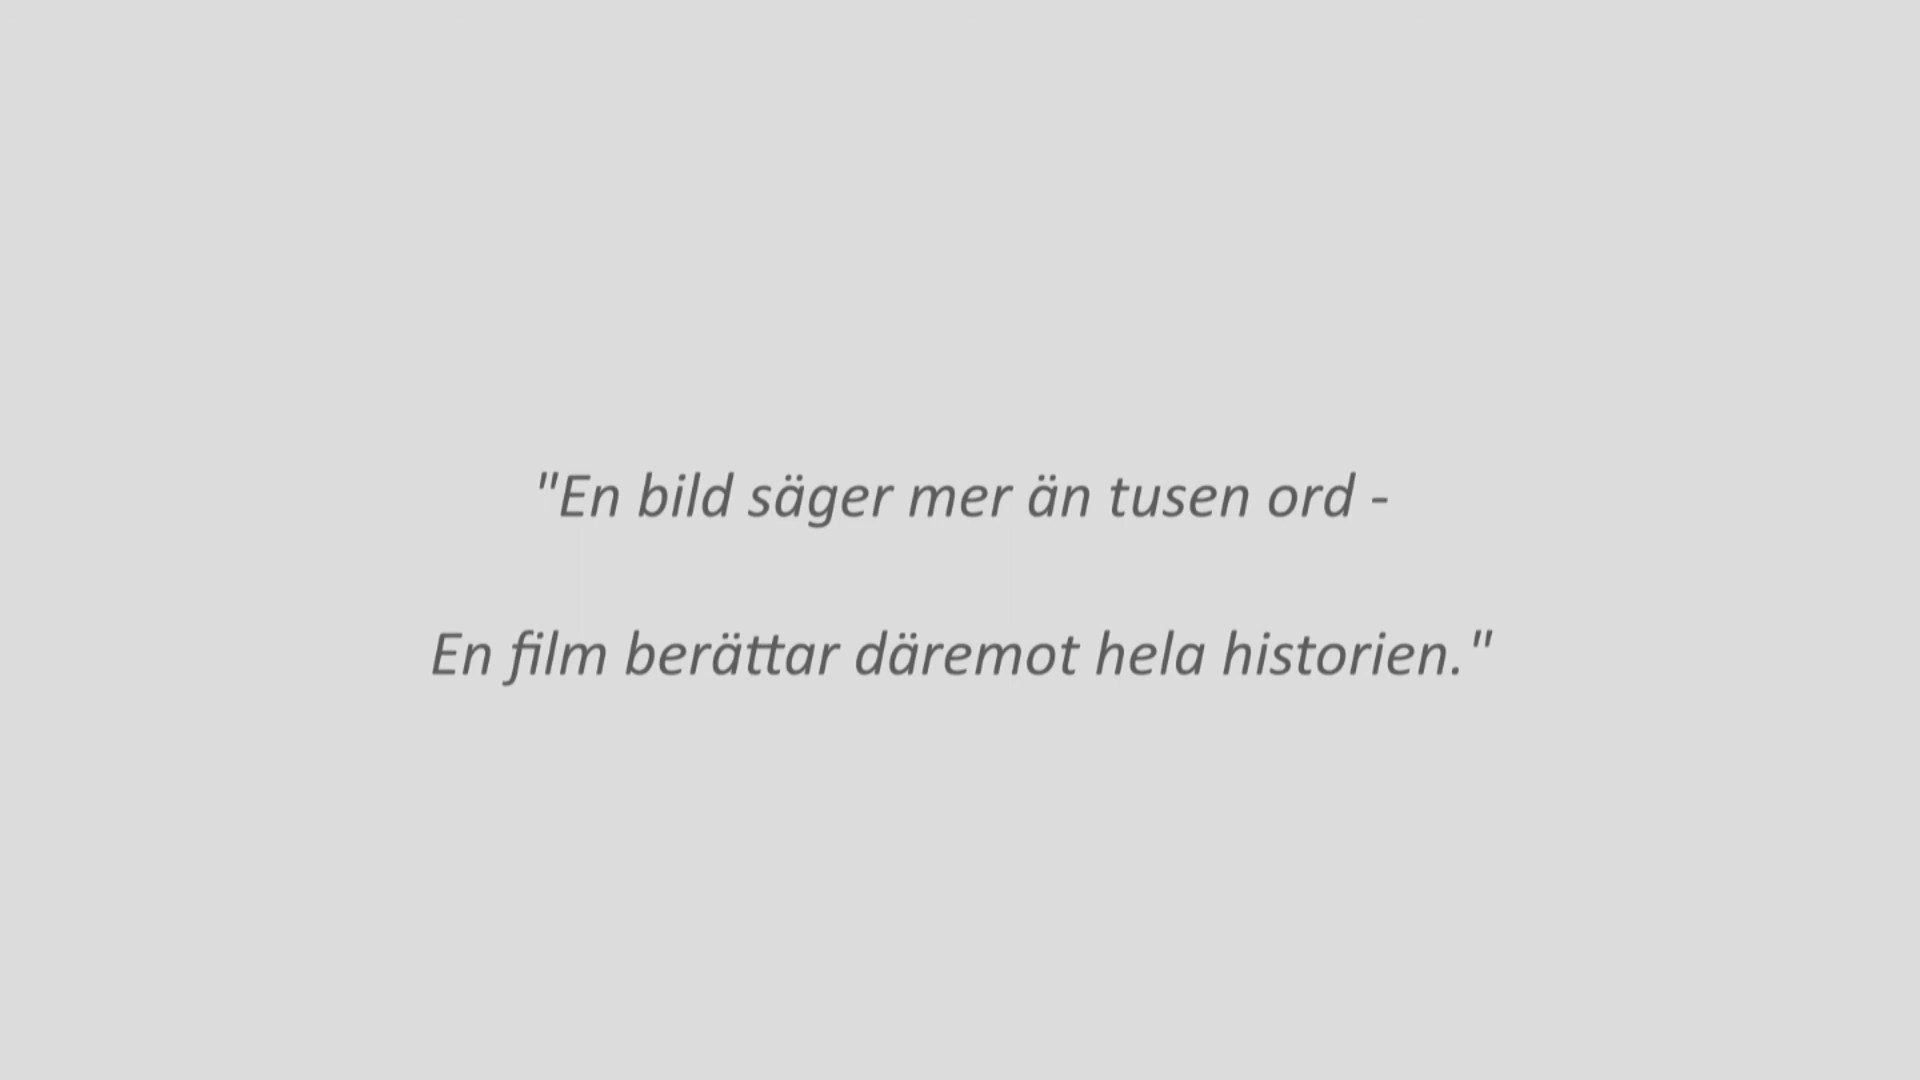 "En bild säger mer än tusen ord -
En film berättar däremot hela historien."